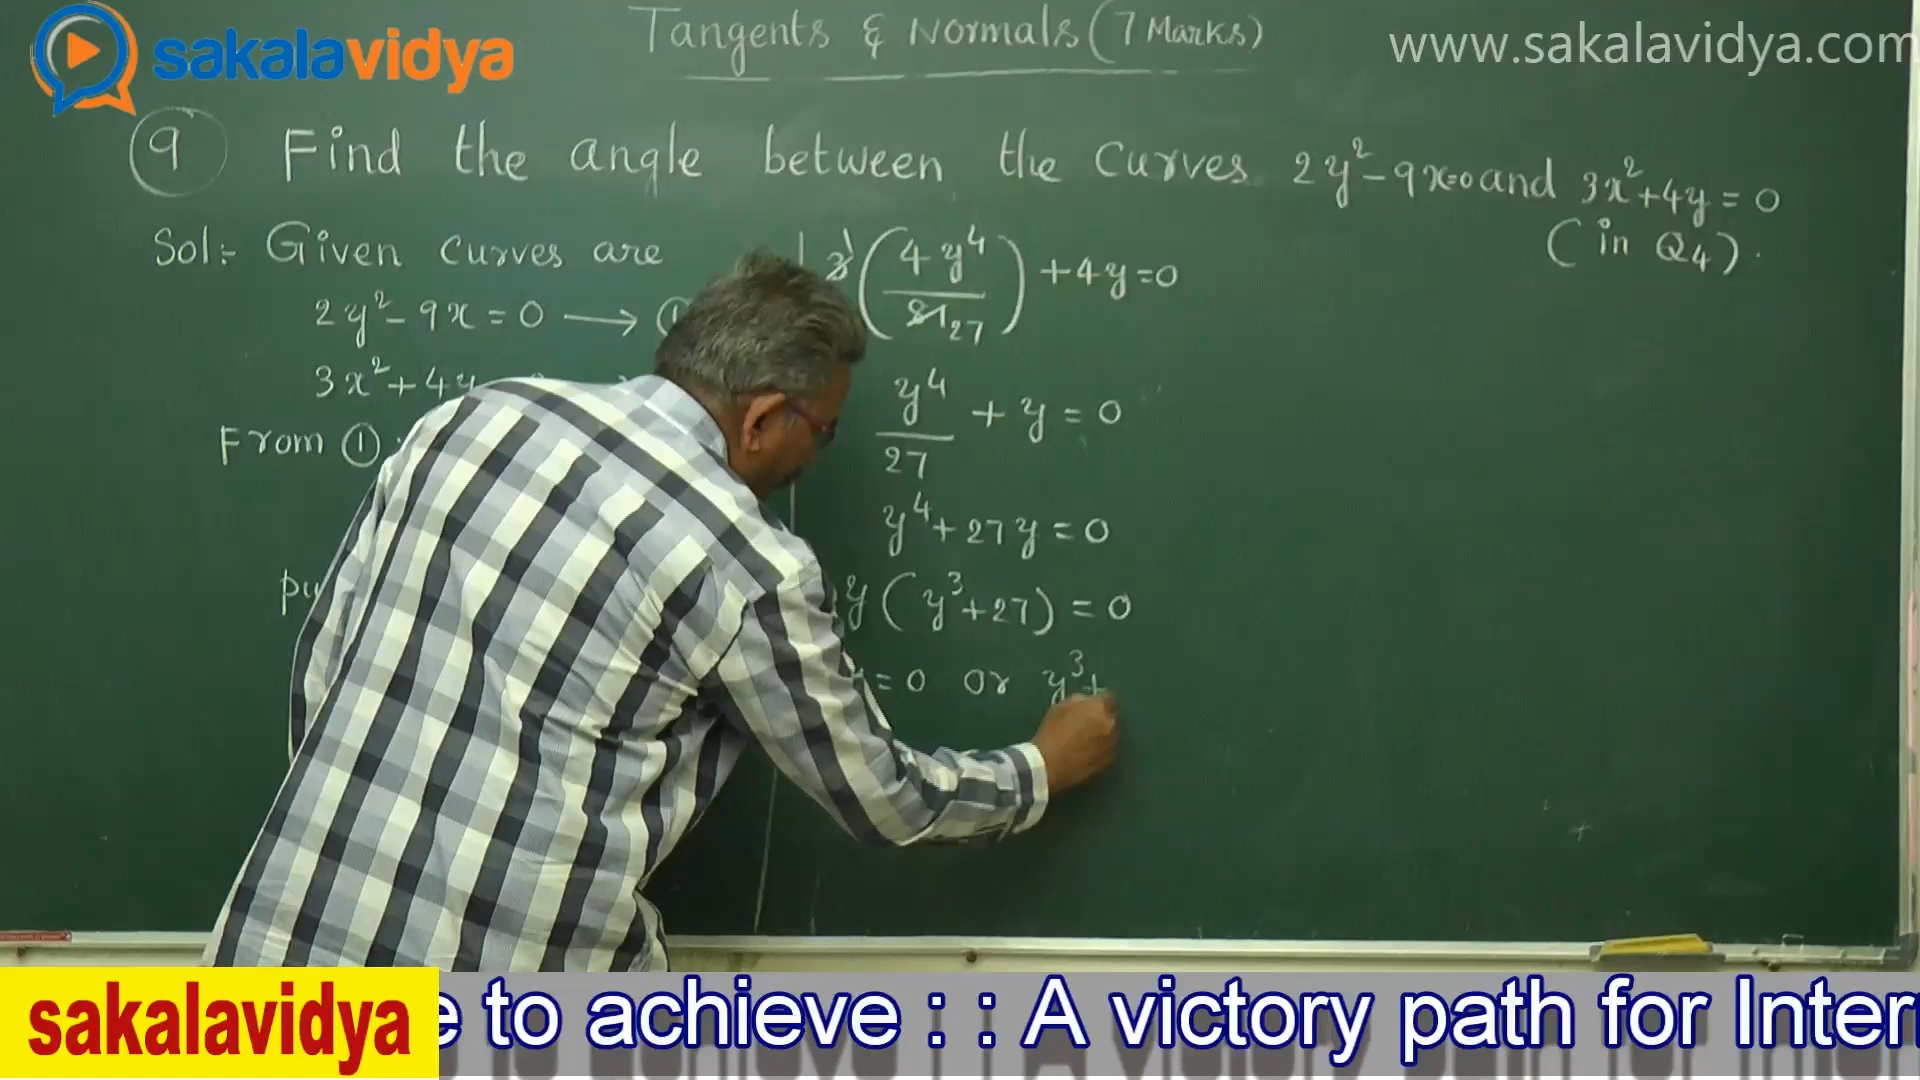 sakalavidya
Tangents & Normals (7 Marks)
www.sakalavidya.com
9 Find the angle between the curves 2y²-9x=0 and 3x²+4y=0
(in Q4).
Sol:- Given curves are
2y²-9x=0 → ①
3x²+4y
From ①
pu
3(4y⁴/81 27)+4y=0
y⁴/27+y=0
y⁴+27y=0
y(y³+27)=0
y=0 or y³+
sakalavidya
e to achieve : : A victory path for Inter